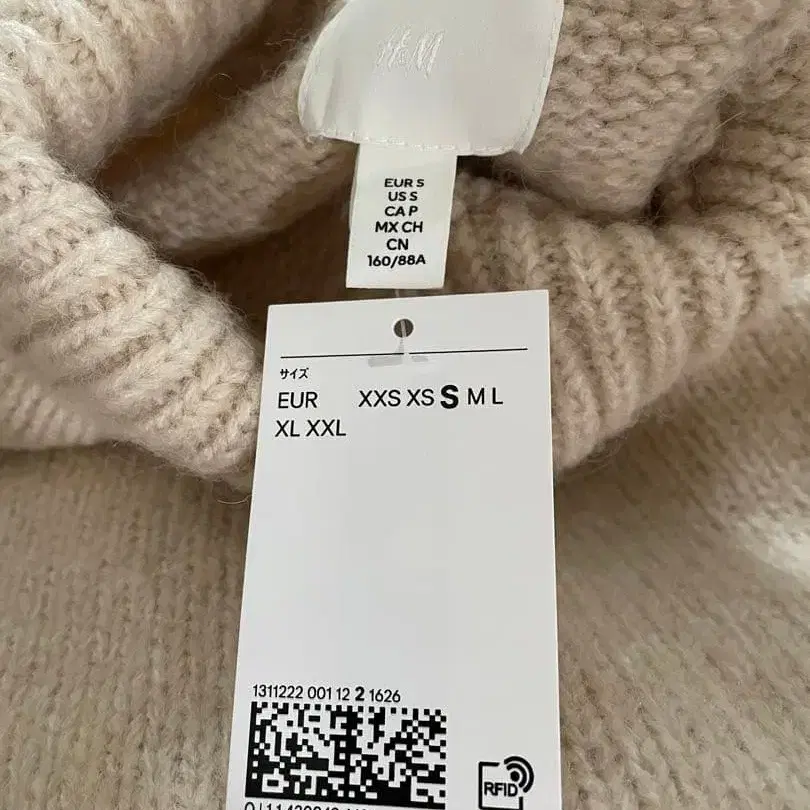 H&M
EUR S
US S
CA P
MX CH
CN
160/88A
サイズ
EUR XXS XS S M L
XL XXL
1311222 001 12 2 1626
RFID